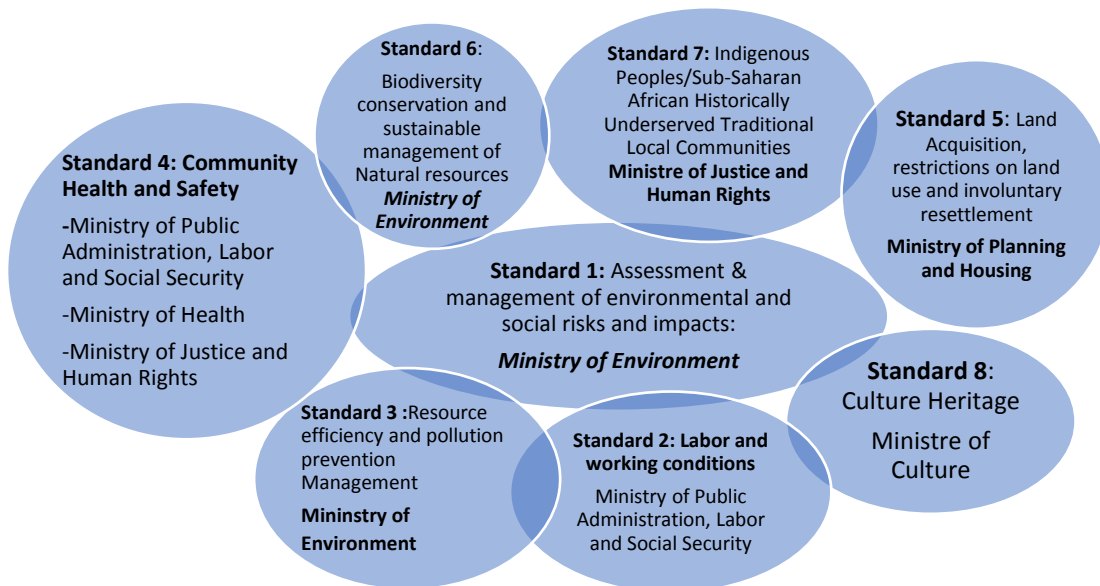 Standard 6:
Biodiversity
conservation and
sustainable
management of
Natural resources
Ministry of
Environment
Standard 7: Indigenous
Peoples/Sub-Saharan
African Historically
Underserved Traditional
Local Communities
Ministre of Justice and
Human Rights
Standard 5: Land
Acquisition,
restrictions on land
use and involuntary
resettlement
Ministry of Planning
and Housing
Standard 4: Community
Health and Safety
-Ministry of Public
Administration, Labor
and Social Security
-Ministry of Health
-Ministry of Justice and
Human Rights
Standard 1: Assessment &
management of environmental and
social risks and impacts:
Ministry of Environment
Standard 8:
Culture Heritage
Ministre of
Culture
Standard 3 :Resource
efficiency and pollution
prevention
Management
Mininstry of
Environment
Standard 2: Labor and
working conditions
Ministry of Public
Administration, Labor
and Social Security